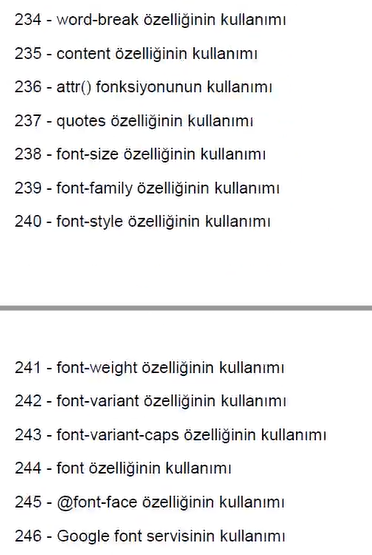 234 - word-break özelliğinin kullanımı
235 - content özelliğinin kullanımı
236 - attr() fonksiyonunun kullanımı
237 - quotes özelliğinin kullanımı
238 - font-size özelliğinin kullanımı
239 - font-family özelliğinin kullanımı
240 - font-style özelliğinin kullanımı
241 - font-weight özelliğinin kullanımı
242 - font-variant özelliğinin kullanımı
243 - font-variant-caps özelliğinin kullanımı
244 - font özelliğinin kullanımı
245 - @font-face özelliğinin kullanımı
246 - Google font servisinin kullanımı